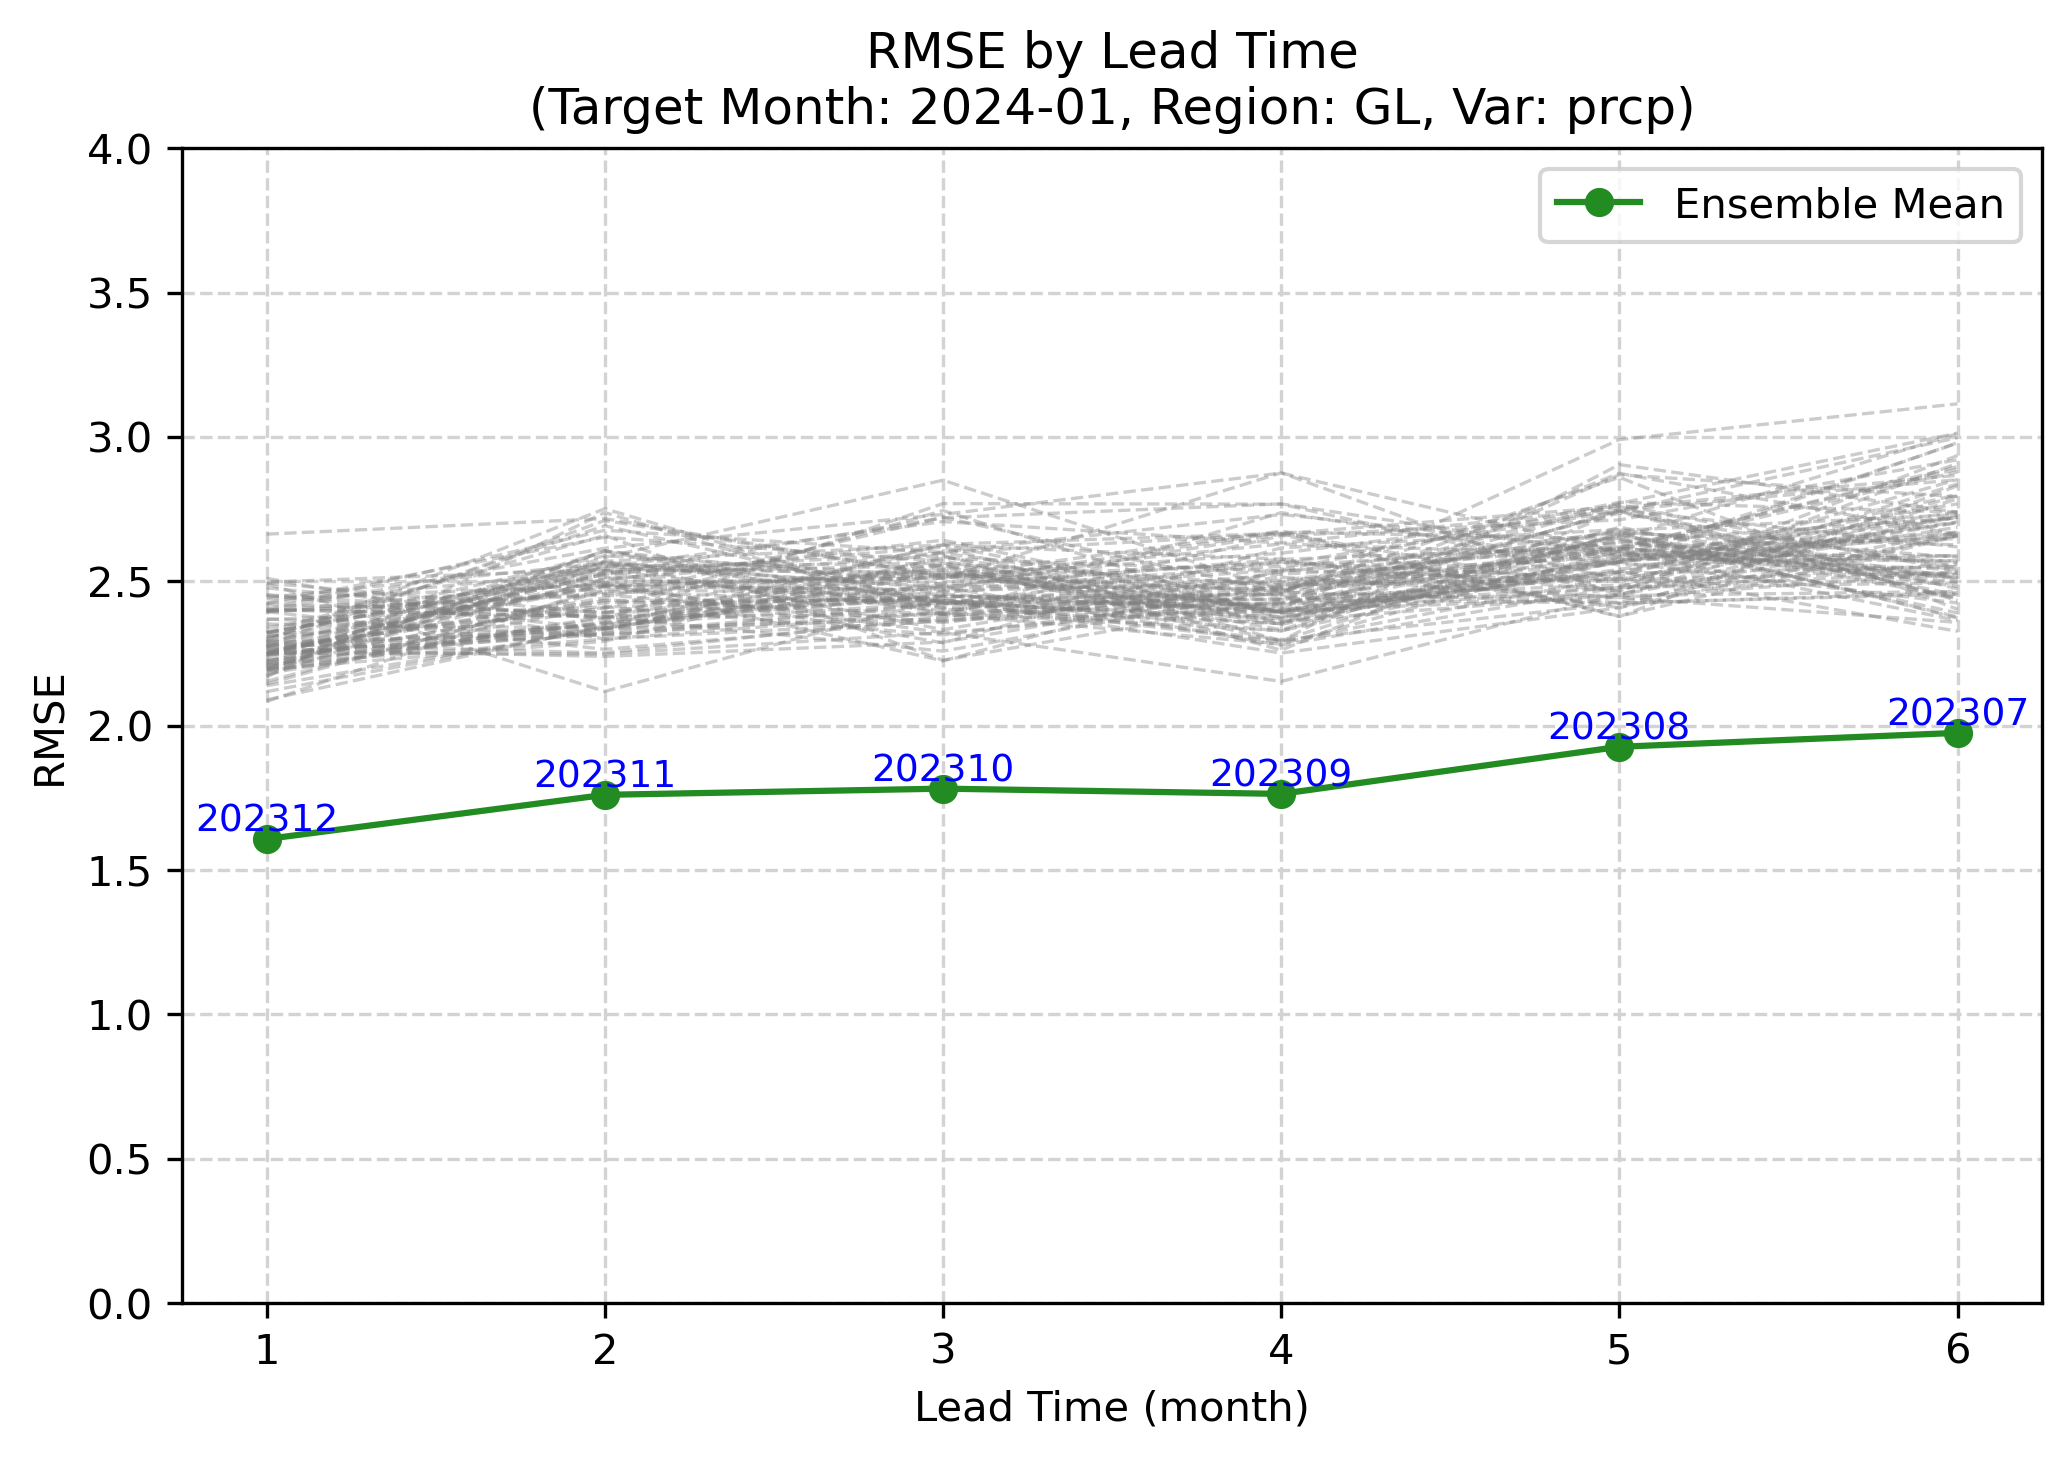 RMSE by Lead Time
(Target Month: 2024-01, Region: GL, Var: prcp)
Ensemble Mean
RMSE
4.0
3.5
3.0
2.5
2.0
1.5
1.0
0.5
0.0
202312
202311
202310
202309
202308
202307
1 2 3 4 5 6
Lead Time (month)